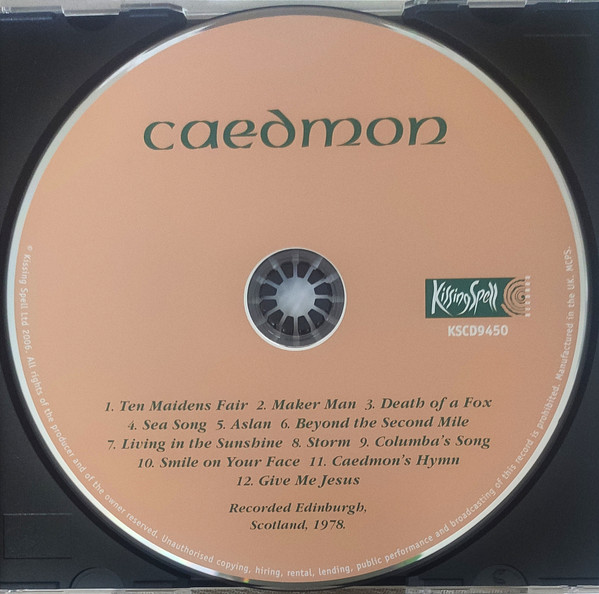 caedmon
KissingSpell
RECORDS
KSCD9450
1. Ten Maidens Fair 2. Maker Man 3. Death of a Fox
4. Sea Song 5. Aslan 6. Beyond the Second Mile
7. Living in the Sunshine 8. Storm 9. Columba's Song
10. Smile on Your Face 11. Caedmon's Hymn
12. Give Me Jesus
Recorded Edinburgh,
Scotland, 1978.
© Kissing Spell Ltd 2006. All rights of the producer and of the owner reserved. Unauthorised copying, hiring, rental, lending, public performance and broadcasting of this record is prohibited. Manufactured in the UK. MCPS.